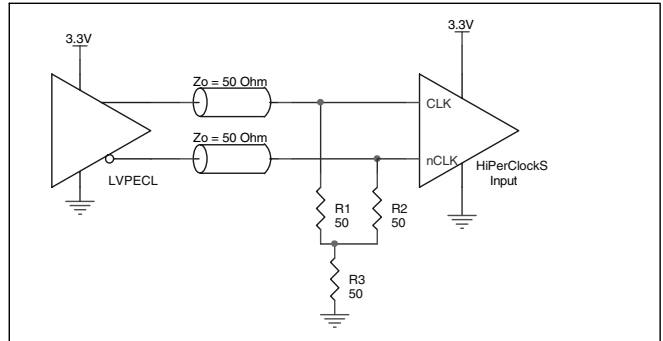 3.3V
3.3V
Zo = 50 Ohm
CLK
Zo = 50 Ohm
nCLK
HiPerClockS
Input
LVPECL
R1
50
R2
50
R3
50